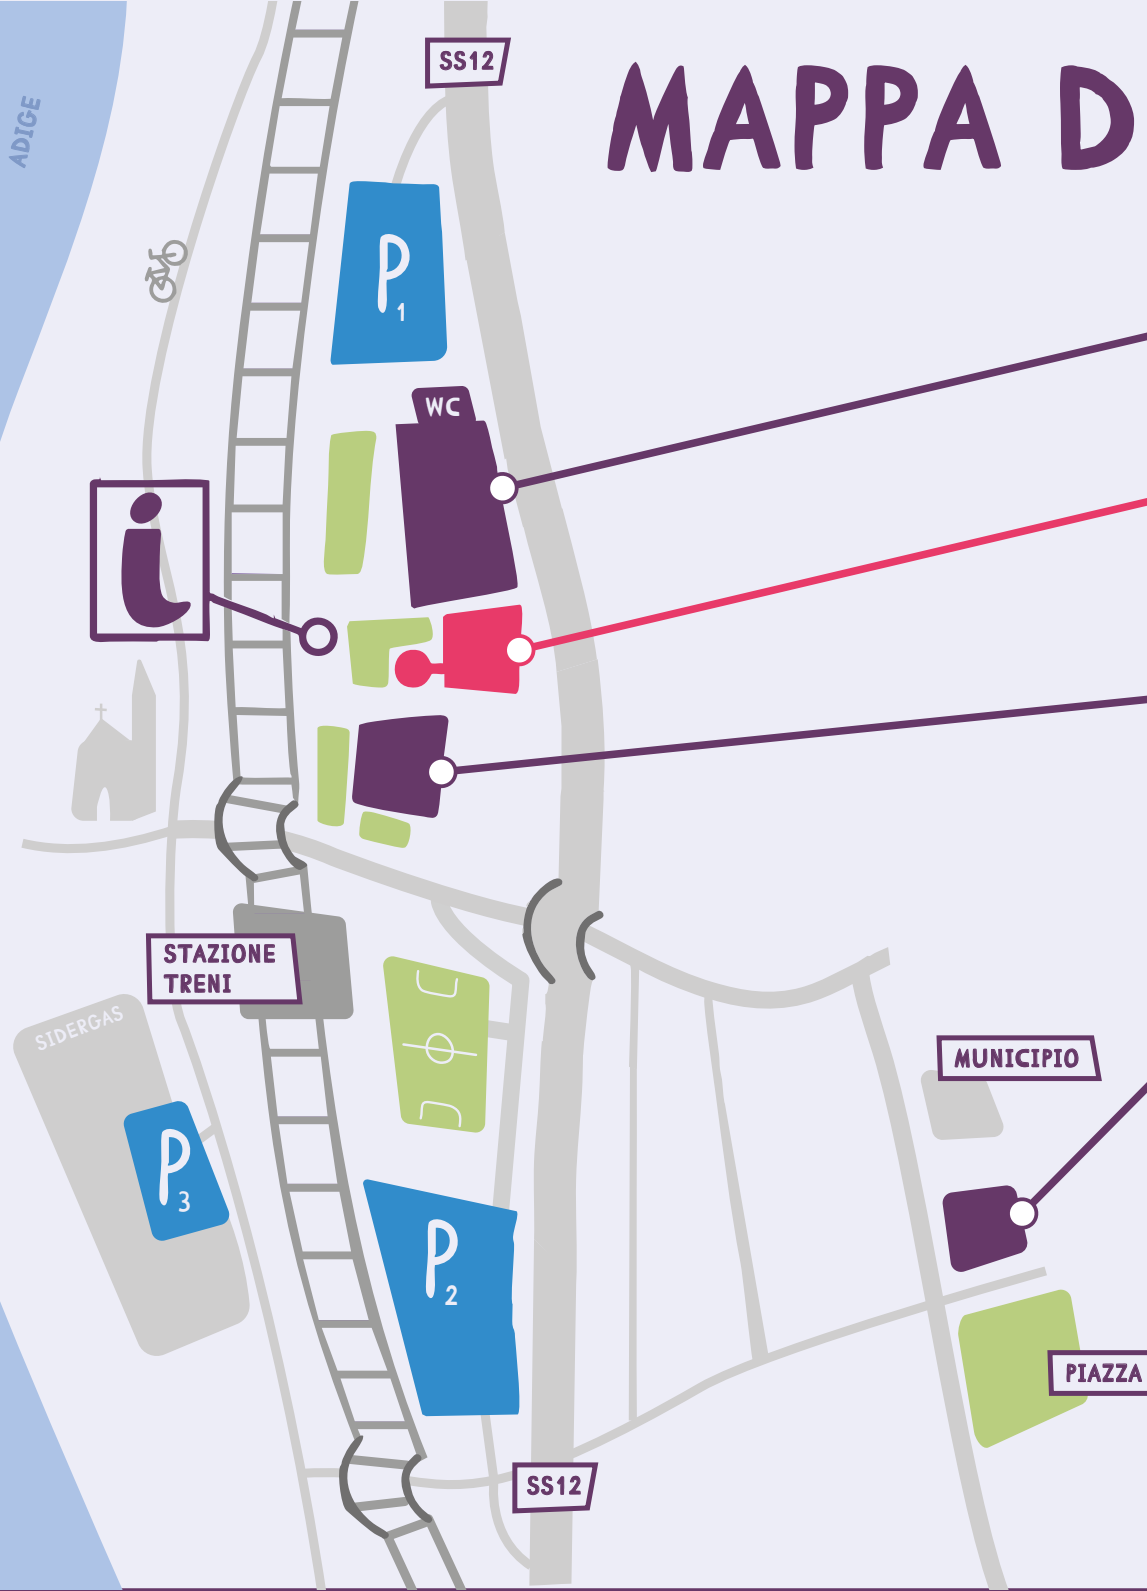 SS12
MAPPA D
ADIGE
P
1
WC
i
STAZIONE
TRENI
SIDERGAS
MUNICIPIO
P
3
P
2
PIAZZA
SS12